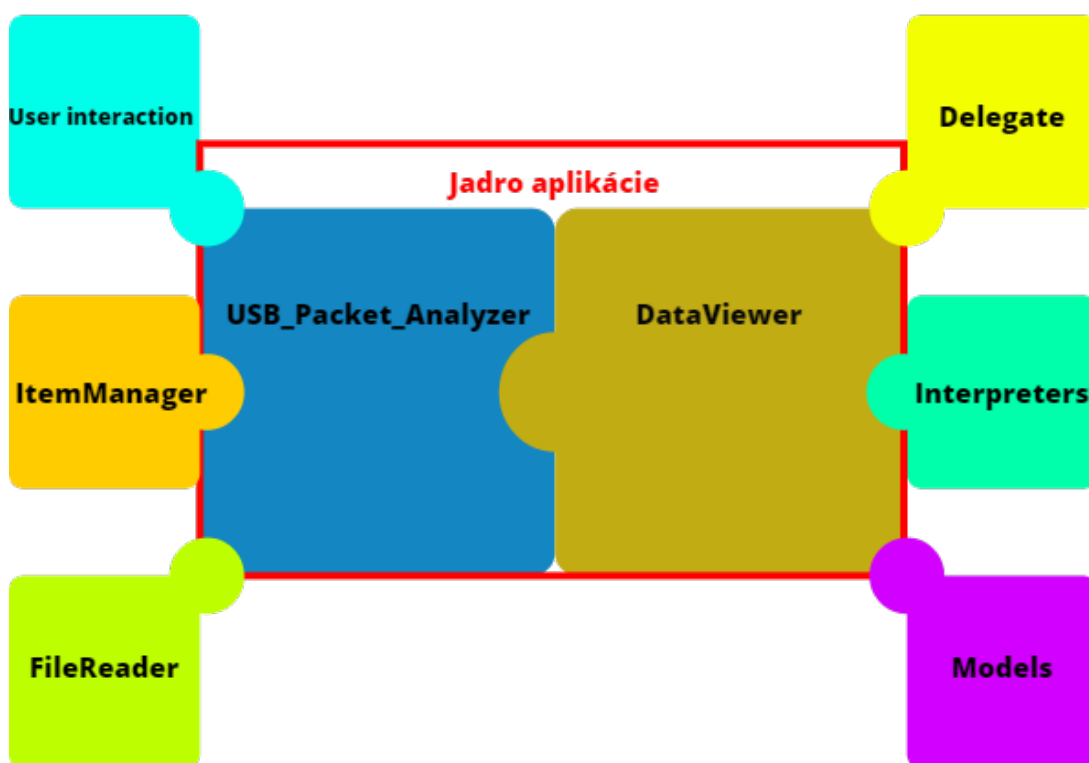 User interaction
Delegate
Jadro aplikácie
USB_Packet_Analyzer
DataViewer
ItemManager
Interpreters
FileReader
Models